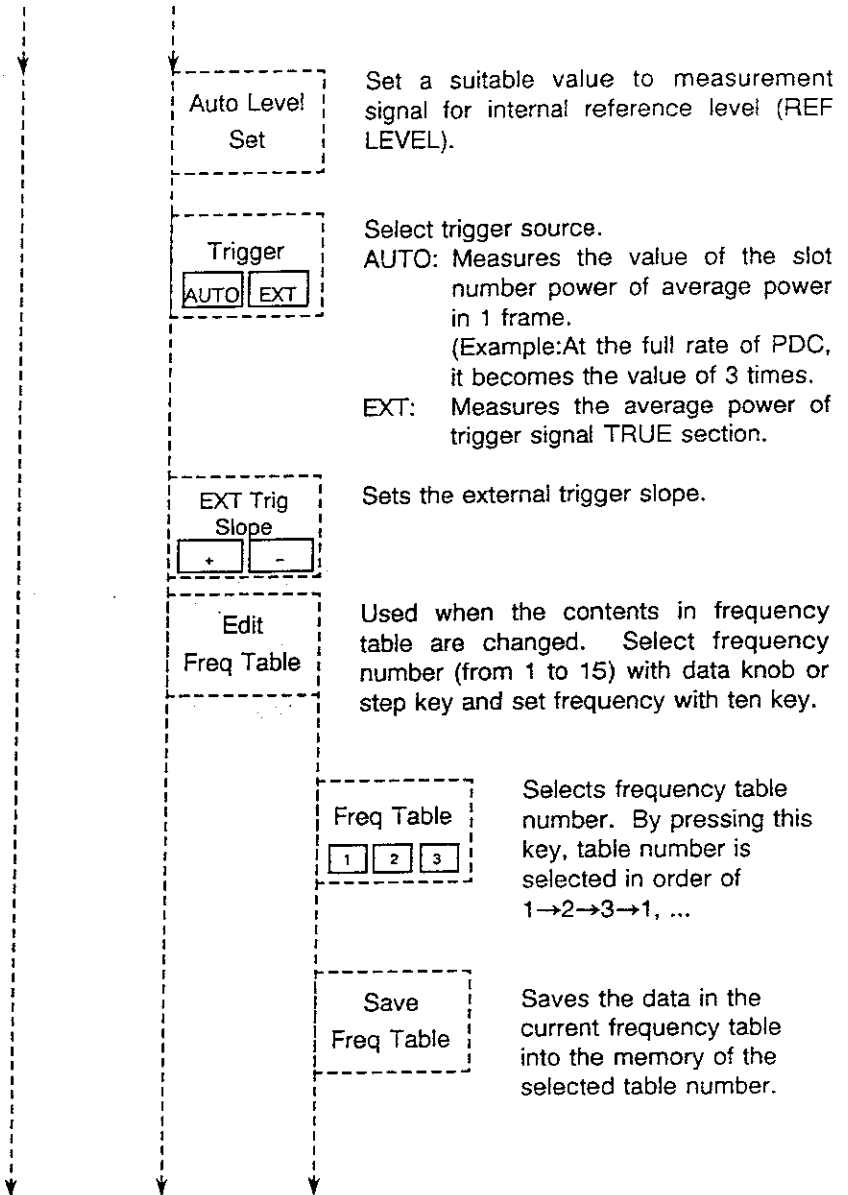 Auto Level
Set
Set a suitable value to measurement
signal for internal reference level (REF
LEVEL).
Trigger
AUTO EXT
Select trigger source.
AUTO: Measures the value of the slot
number power of average power
in 1 frame.
(Example:At the full rate of PDC,
it becomes the value of 3 times.
EXT: Measures the average power of
trigger signal TRUE section.
EXT Trig
Slope
+ -
Sets the external trigger slope.
Edit
Freq Table
Used when the contents in frequency
table are changed. Select frequency
number (from 1 to 15) with data knob or
step key and set frequency with ten key.
Freq Table
1 2 3
Selects frequency table
number. By pressing this
key, table number is
selected in order of
1→2→3→1, ...
Save
Freq Table
Saves the data in the
current frequency table
into the memory of the
selected table number.